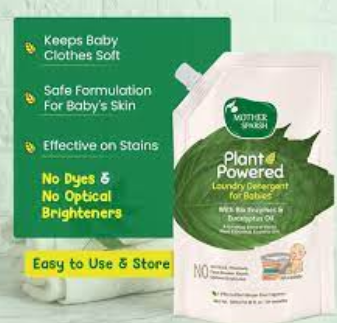 Keeps Baby
Clothes Soft
Safe Formulation
For Baby's Skin
Effective on Stains
No Dyes &
No Optical
Brighteners
Easy to Use & Store
MOTHER
SPARSH
Plant
Powered
Laundry Detergent
for Babies
With Bio Enzymes &
Eucalyptus Oil
NO